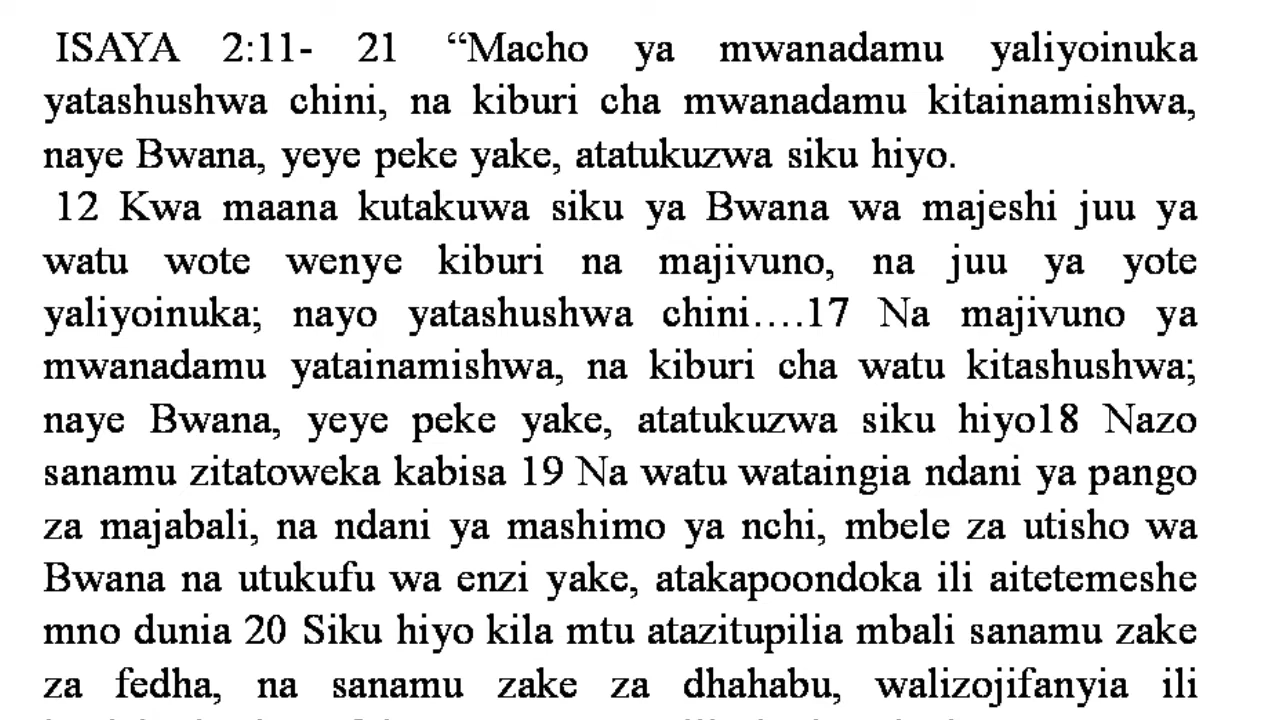 ISAYA 2:11- 21 “Macho ya mwanadamu yaliyoinuka
yatashushwa chini, na kiburi cha mwanadamu kitainamishwa,
naye Bwana, yeye peke yake, atatukuzwa siku hiyo.
12 Kwa maana kutakuwa siku ya Bwana wa majeshi juu ya
watu wote wenye kiburi na majivuno, na juu ya yote
yaliyoinuka; nayo yatashushwa chini….17 Na majivuno ya
mwanadamu yatainamishwa, na kiburi cha watu kitashushwa;
naye Bwana, yeye peke yake, atatukuzwa siku hiyo18 Nazo
sanamu zitatoweka kabisa 19 Na watu wataingia ndani ya pango
za majabali, na ndani ya mashimo ya nchi, mbele za utisho wa
Bwana na utukufu wa enzi yake, atakapoondoka ili aitetemeshe
mno dunia 20 Siku hiyo kila mtu atazitupilia mbali sanamu zake
za fedha, na sanamu zake za dhahabu, walizojifanyia ili